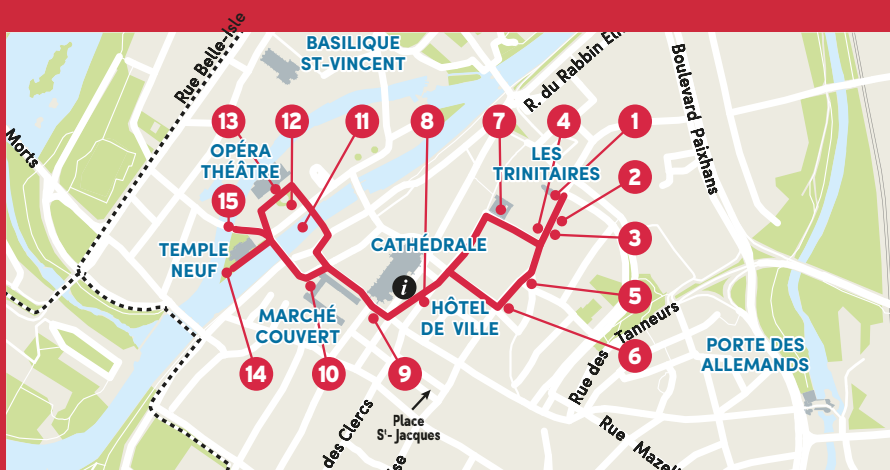 Rue Belle-Isle
BASILIQUE
ST-VINCENT
R. du Rabbin
Boulevard Paixhans
Morts
13
12
11
8
7
4
1
OPÉRA
THÉÂTRE
LES
TRINITAIRES
2
15
3
TEMPLE
NEUF
CATHÉDRALE
i
5
MARCHÉ
COUVERT
HÔTEL
DE VILLE
Rue des Tanneurs
6
PORTE DES
ALLEMANDS
14
10
9
Place
St- Jacques
des Clercs
Rue